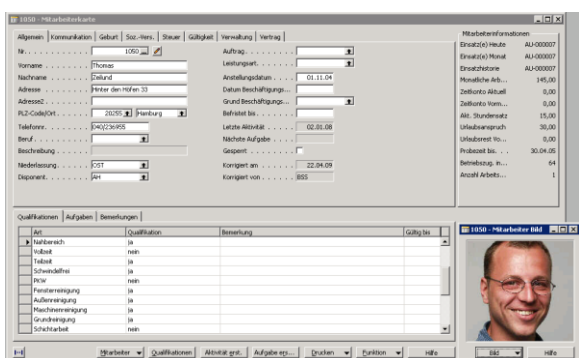 1050 - Mitarbeiterkarte
Allgemein Kommunikation Geburt Soz.-Vers. Steuer Gültigkeit Verwaltung Vertrag
Nr. 1050
Vorname Thomas
Nachname Zeilund
Adresse Hinter den Höfen 33
Adresse2
PLZ-Code/Ort 20255 Hamburg
Telefonnr. 040/236955
Beruf
Beschreibung
Niederlassung OST
Disponent AH
Auftrag
Leistungsart
Anstellungsdatum 01.11.04
Datum Beschäftigungs...
Grund Beschäftigungs...
Befristet bis
Letzte Aktivität 02.01.08
Nächste Aufgabe
Gesperrt
Korrigiert am 22.04.09
Korrigiert von BSS
Mitarbeiterinformationen
Einsatz(e) Heute AU-000007
Einsatz(e) Monat AU-000007
Einsatzhistorie AU-000007
Monatliche Arb... 145,00
Zeitkonto Aktuell 0,00
Zeitkonto Vorm... 0,00
Akt. Stundensatz 15,00
Urlaubsanspruch 30,00
Urlaubsrest Vo... 0,00
Probezeit bis. . . 30.04.05
Betriebszug. in... 64
Anzahl Arbeits... 1
Qualifikationen Aufgaben Bemerkungen
Art Qualifikation Bemerkung Gültig bis
Nahbereich ja
Vollzeit nein
Teilzeit ja
Schwindelfrei ja
PKW nein
Fensterreinigung ja
Außenreinigung ja
Maschinenreinigung ja
Grundreinigung ja
Schichtarbeit nein
Mitarbeiter Qualifikationen Aktivität erst. Aufgabe ers... Drucken Funktion Hilfe
1050 - Mitarbeiter Bild
Bild Hilfe